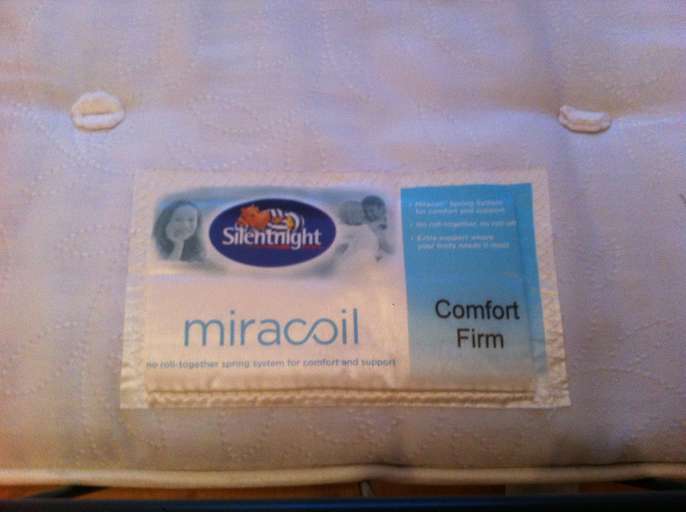 Silentnight
miracoil
no roll-together spring system for comfort and support
• Miracoil® Spring System
for comfort and support
• No roll-together, no roll-off
• Extra support where
your body needs it most
Comfort
Firm